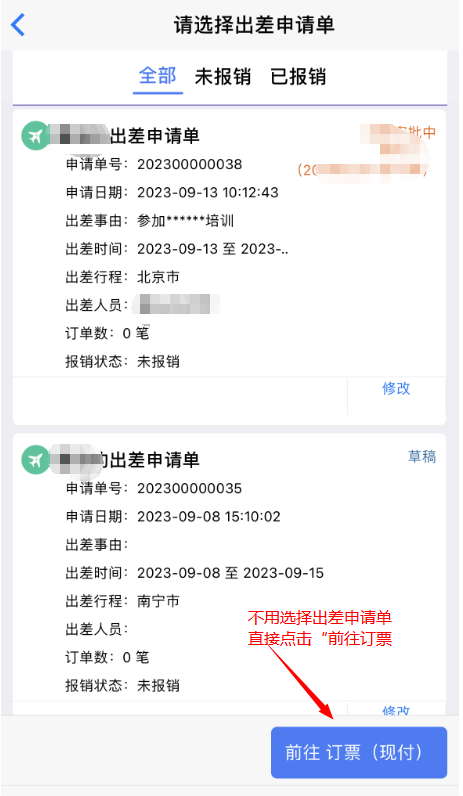 请选择出差申请单
全部 未报销 已报销
出差申请单
批中
申请单号：202300000038
（20
）
申请日期：2023-09-13 10:12:43
出差事由：参加******培训
出差时间：2023-09-13 至 2023-..
出差行程：北京市
出差人员：
订单数：0 笔
报销状态：未报销
修改
出差申请单
草稿
申请单号：202300000035
申请日期：2023-09-08 15:10:02
出差事由：
出差时间：2023-09-08 至 2023-09-15
出差行程：南宁市
不用选择出差申请单
出差人员：
直接点击“前往订票
订单数：0 笔
报销状态：未报销
修改
前往 订票（现付）